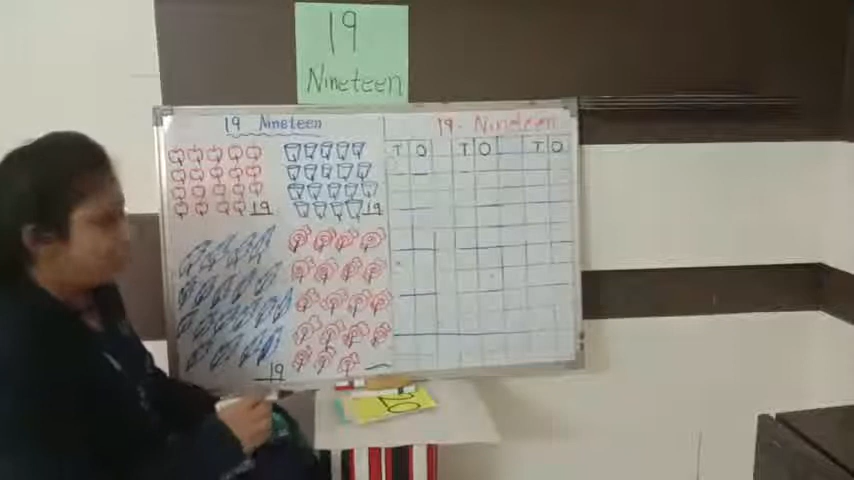 19
Nineteen
19 Nineteen
19 - Nineteen
T O T O T O
19 19
19
20